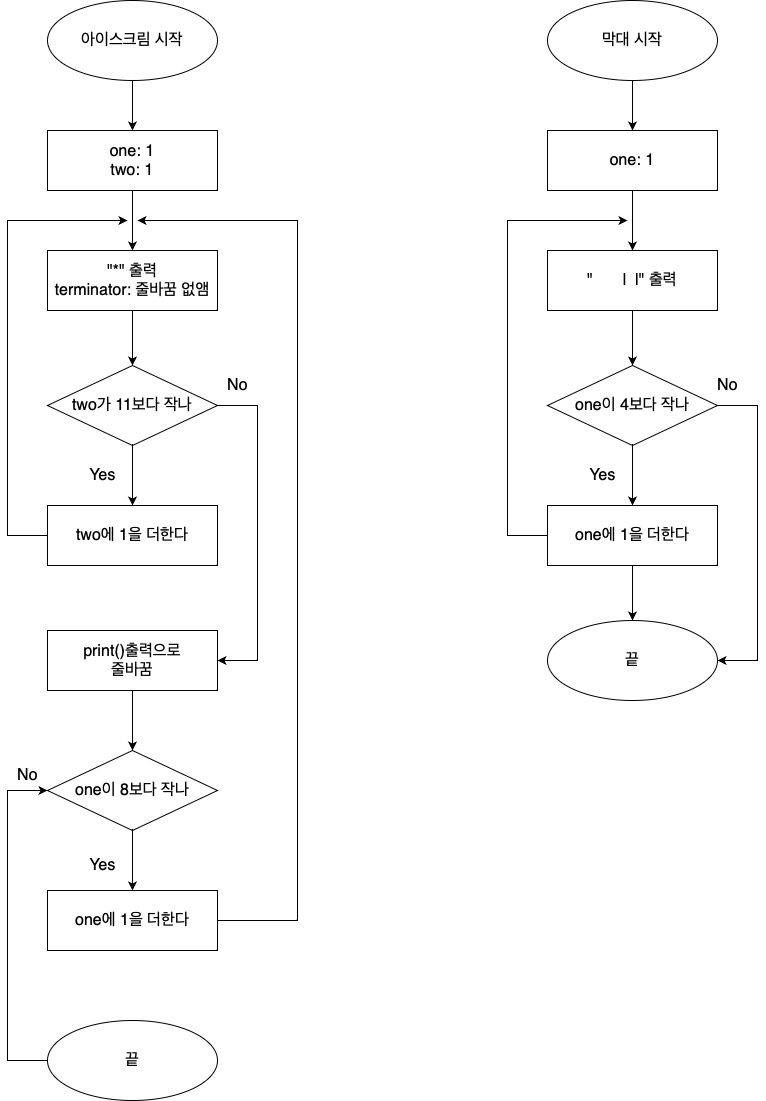 아이스크림 시작
one: 1
two: 1
"*" 출력
terminator: 줄바꿈 없앰
two가 11보다 작나
No
Yes
two에 1을 더한다
print()출력으로
줄바꿈
one이 8보다 작나
No
Yes
one에 1을 더한다
끝
막대 시작
one: 1
"       | |" 출력
one이 4보다 작나
No
Yes
one에 1을 더한다
끝